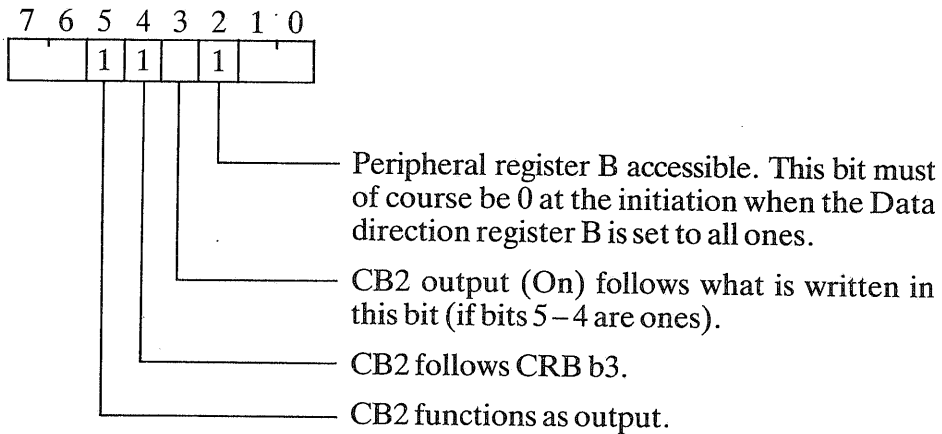 7 6 5 4 3 2 1 0
1 1 1
Peripheral register B accessible. This bit must
of course be 0 at the initiation when the Data
direction register B is set to all ones.
CB2 output (On) follows what is written in
this bit (if bits 5–4 are ones).
CB2 follows CRB b3.
CB2 functions as output.